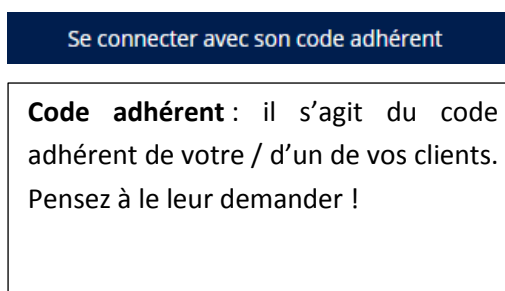 Se connecter avec son code adhérent
Code adhérent : il s’agit du code
adhérent de votre / d’un de vos clients.
Pensez à le leur demander !